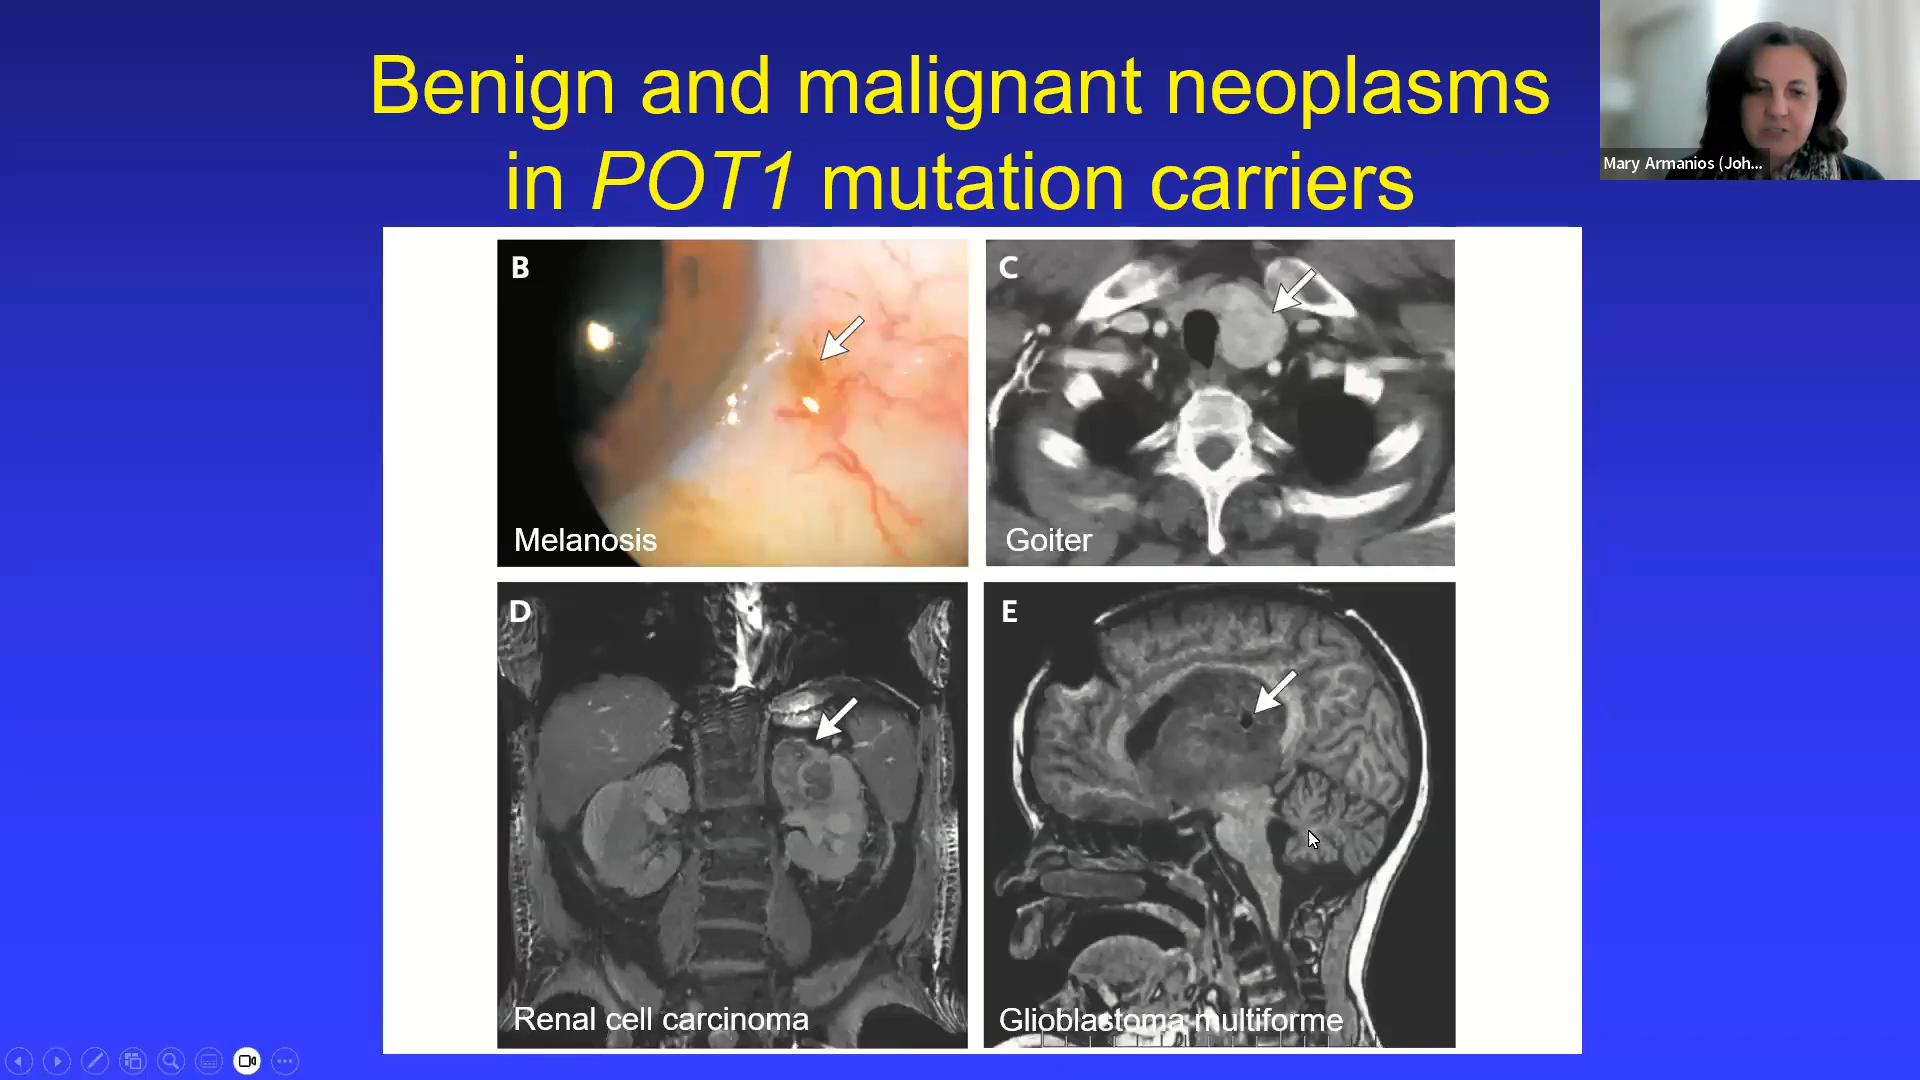 Benign and malignant neoplasms
in POT1 mutation carriers
Mary Armanios (Joh...
B
C
Melanosis
Goiter
D
E
Renal cell carcinoma
Glioblastoma multiforme